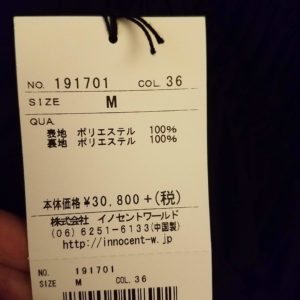 NO. 191701 COL. 36
SIZE M
QUA.
表地 ポリエステル 100%
裏地 ポリエステル 100%
本体価格 ¥30,800+(税)
株式会社 イノセントワールド
(06) 6251-6133(中国製)
http://innocent-w.jp
NO. 191701
SIZE M COL. 36